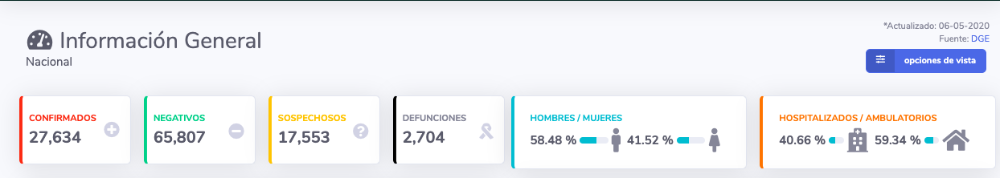 Información General
Nacional
*Actualizado: 06-05-2020
Fuente: DGE
opciones de vista
CONFIRMADOS
27,634
NEGATIVOS
65,807
SOSPECHOSOS
17,553
DEFUNCIONES
2,704
HOMBRES / MUJERES
58.48 % 41.52 %
HOSPITALIZADOS / AMBULATORIOS
40.66 % 59.34 %